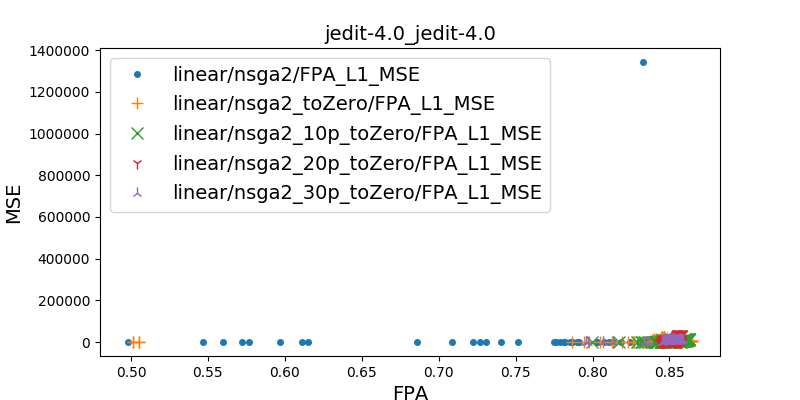 jedit-4.0_jedit-4.0
1400000
1200000
1000000
800000
600000
400000
200000
0
MSE
linear/nsga2/FPA_L1_MSE
linear/nsga2_toZero/FPA_L1_MSE
linear/nsga2_10p_toZero/FPA_L1_MSE
linear/nsga2_20p_toZero/FPA_L1_MSE
linear/nsga2_30p_toZero/FPA_L1_MSE
0.50 0.55 0.60 0.65 0.70 0.75 0.80 0.85
FPA